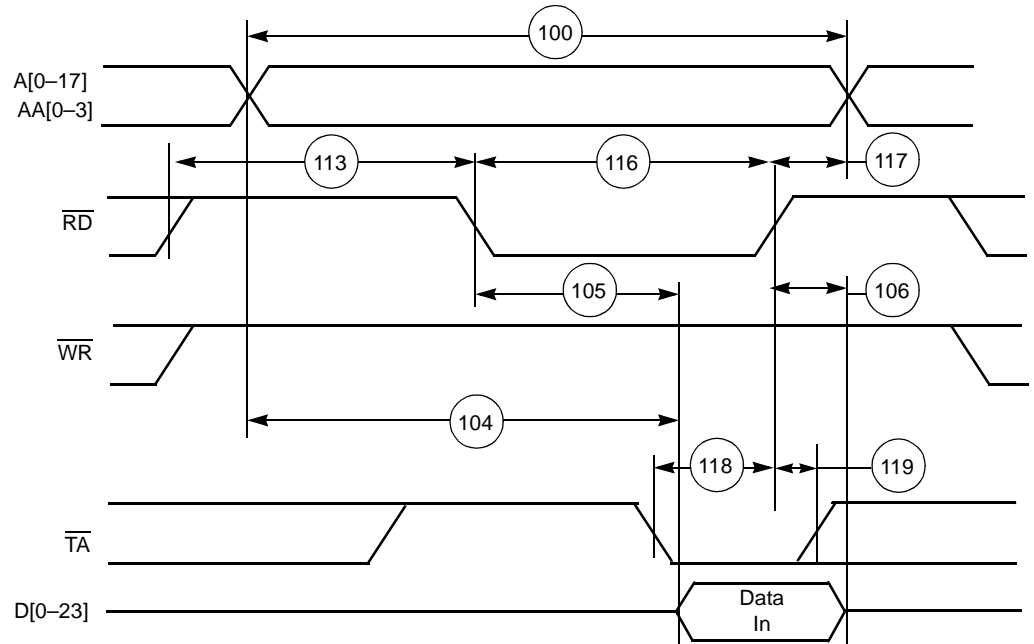 100
A[0–17]
AA[0–3]
113
116
117
RD
105
106
WR
104
118
119
TA
D[0–23]
Data
In